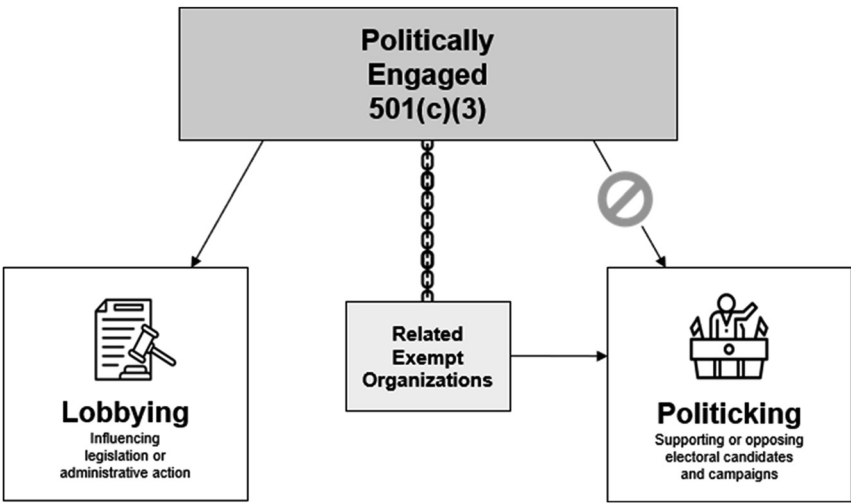 Politically
Engaged
501(c)(3)
Related
Exempt
Organizations
Lobbying
Influencing
legislation or
administrative action
Politicking
Supporting or opposing
electoral candidates
and campaigns